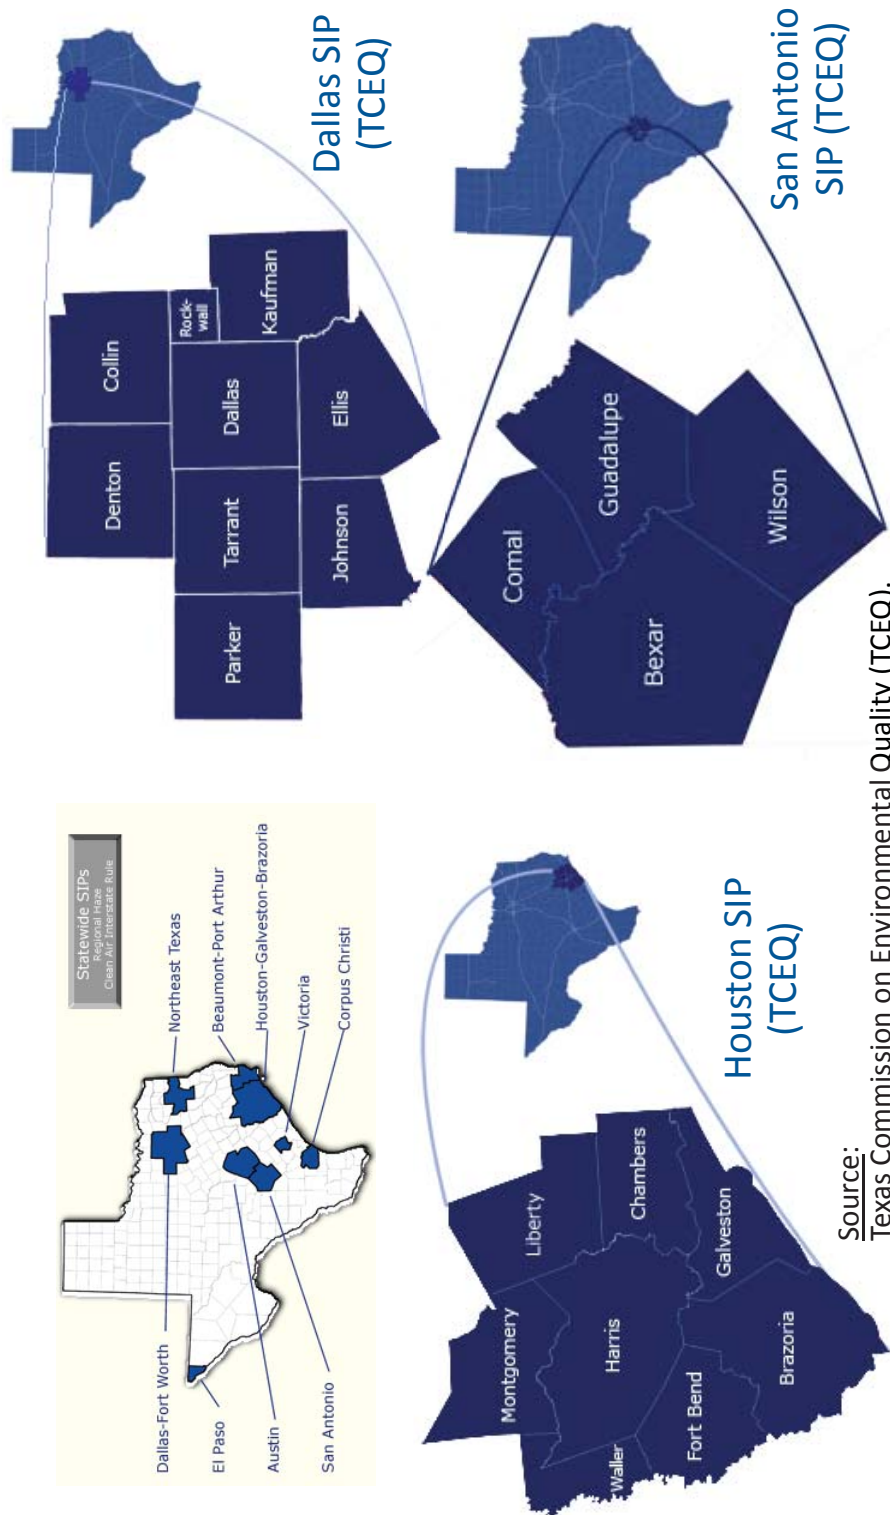 Statewide SIPs
Regional Haze
Clean Air Interstate Rule
Dallas-Fort Worth
El Paso
Austin
San Antonio
Northeast Texas
Beaumont-Port Arthur
Houston-Galveston-Brazoria
Victoria
Corpus Christi
Denton
Collin
Parker
Tarrant
Dallas
Rock-
wall
Kaufman
Johnson
Ellis
Dallas SIP
(TCEQ)
Montgomery
Liberty
Waller
Harris
Chambers
Fort Bend
Galveston
Brazoria
Houston SIP
(TCEQ)
Comal
Guadalupe
Bexar
Wilson
San Antonio
SIP (TCEQ)
Source:
Texas Commission on Environmental Quality (TCEQ).